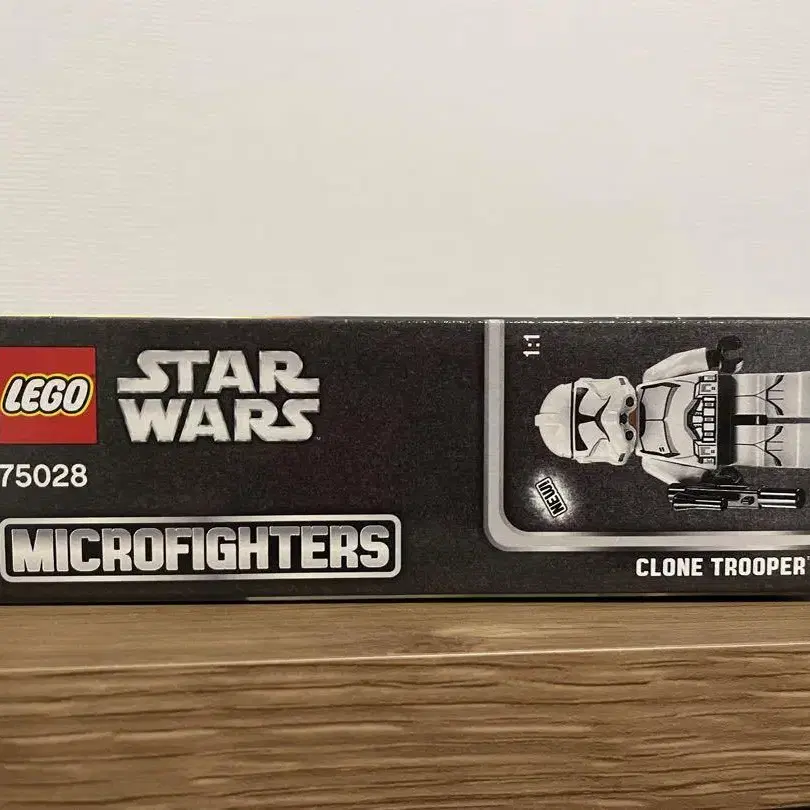 LEGO
STAR
WARS
75028
MICROFIGHTERS
1:1
NEW!
CLONE TROOPER